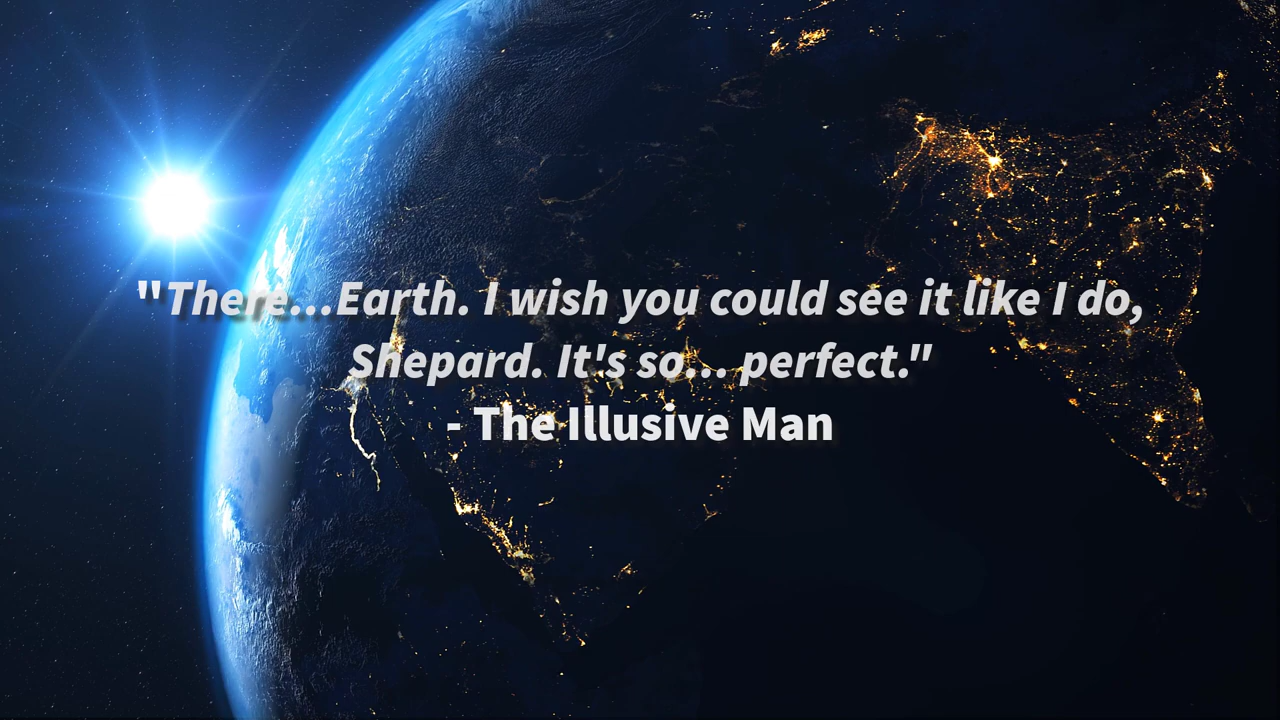 "There...Earth. I wish you could see it like I do,
Shepard. It's so... perfect."
- The Illusive Man